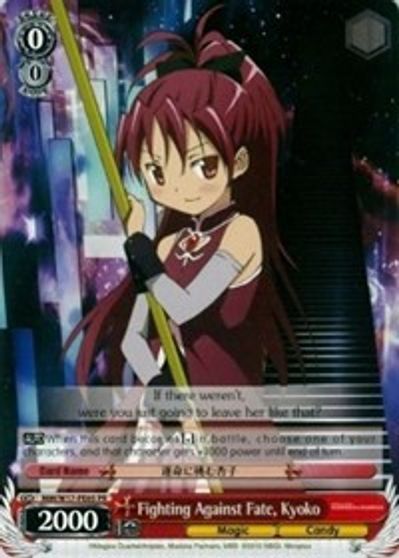 0
0
If there weren't,
were you just going to leave her like that?
When this card becomes in battle, choose one of your
characters, and that character gets +1000 power until end of turn.
Card Name
運命に挑む杏子
Fighting Against Fate, Kyoko
2000
Magic
Candy